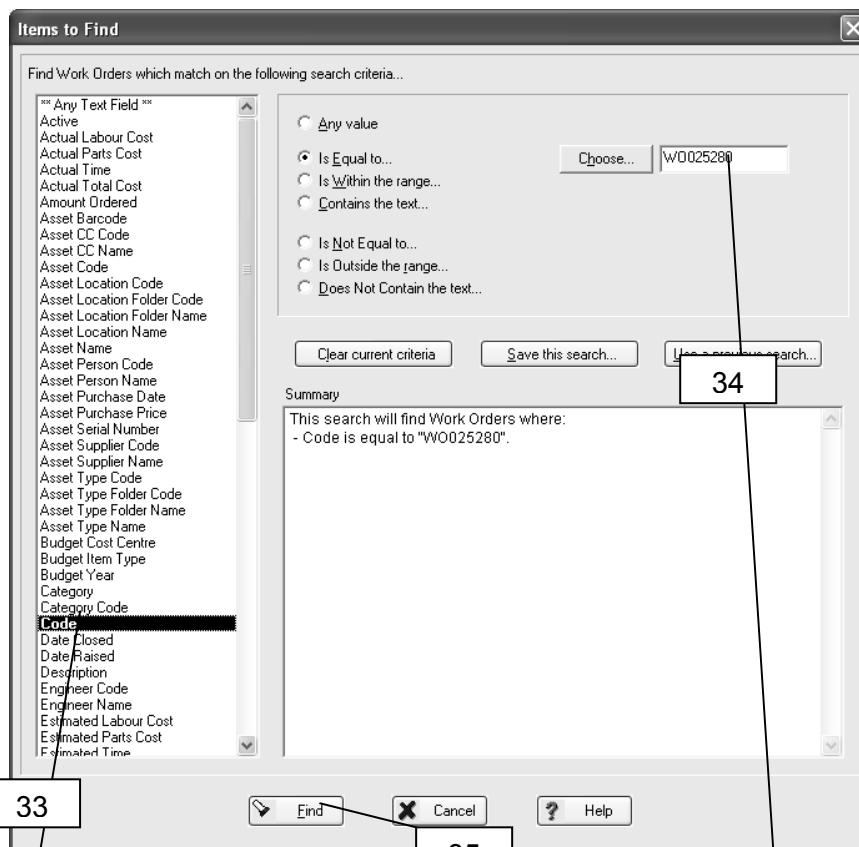 Items to Find
Find Work Orders which match on the following search criteria...
** Any Text Field **
Active
Actual Labour Cost
Actual Parts Cost
Actual Time
Actual Total Cost
Amount Ordered
Asset Barcode
Asset CC Code
Asset CC Name
Asset Code
Asset Location Code
Asset Location Folder Code
Asset Location Folder Name
Asset Location Name
Asset Name
Asset Person Code
Asset Person Name
Asset Purchase Date
Asset Purchase Price
Asset Serial Number
Asset Supplier Code
Asset Supplier Name
Asset Type Code
Asset Type Folder Code
Asset Type Folder Name
Asset Type Name
Budget Cost Centre
Budget Item Type
Budget Year
Category
Category Code
Code
Date Closed
Date Raised
Description
Engineer Code
Engineer Name
Estimated Labour Cost
Estimated Parts Cost
Estimated Time
Any value
Is Equal to...
Choose...
WO025280
Is Within the range...
Contains the text...
Is Not Equal to...
Is Outside the range...
Does Not Contain the text...
Clear current criteria
Save this search...
Use a previous search...
34
Summary
This search will find Work Orders where:
- Code is equal to "WO025280".
33
Find
Cancel
Help